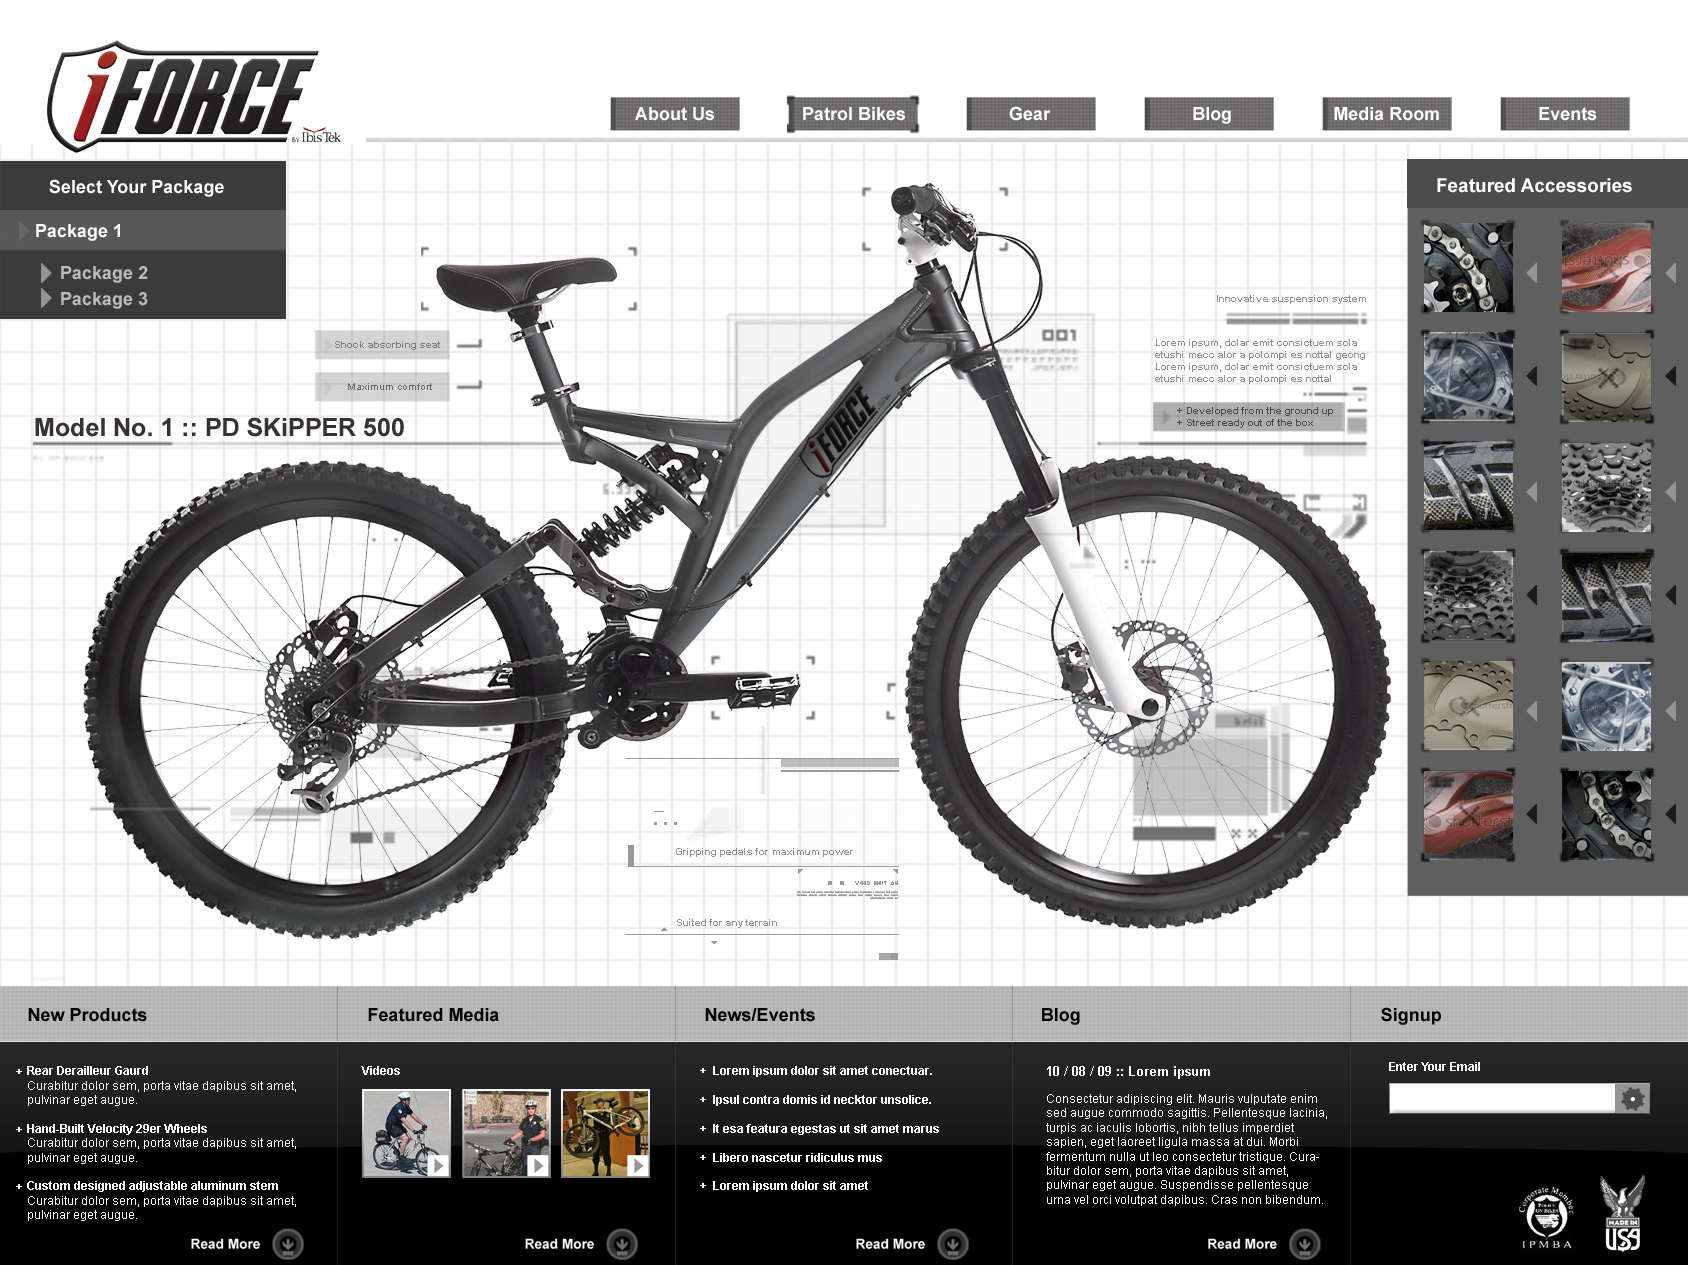 iFORCE
BY IbisTek
About Us
Patrol Bikes
Gear
Blog
Media Room
Events
Select Your Package
Package 1
Package 2
Package 3
Featured Accessories
Shock absorbing seat
Maximum comfort
Model No. 1 :: PD SKiPPER 500
001
Innovative suspension system
Lorem ipsum, dolar emit consictuem sola
etushi mecc alor a polompi es nottal geong
Lorem ipsum, dolar emit consictuem sola
etushi mecc alor a polompi es nottal
+ Developed from the ground up
+ Street ready out of the box
iFORCE
Gripping pedals for maximum power
Suited for any terrain
New Products
+ Rear Derailleur Gaurd
Curabitur dolor sem, porta vitae dapibus sit amet,
pulvinar eget augue.
+ Hand-Built Velocity 29er Wheels
Curabitur dolor sem, porta vitae dapibus sit amet,
pulvinar eget augue.
+ Custom designed adjustable aluminum stem
Curabitur dolor sem, porta vitae dapibus sit amet,
pulvinar eget augue.
Read More
Featured Media
Videos
Read More
News/Events
+ Lorem ipsum dolor sit amet conectuar.
+ Ipsul contra domis id necktor unsolice.
+ It esa featura egestas ut sit amet marus
+ Libero nascetur ridiculus mus
+ Lorem ipsum dolor sit amet
Read More
Blog
10 / 08 / 09 :: Lorem ipsum
Consectetur adipiscing elit. Mauris vulputate enim
sed augue commodo sagittis. Pellentesque lacinia,
turpis ac iaculis lobortis, nibh tellus imperdiet
sapien, eget laoreet ligula massa at dui. Morbi
fermentum nulla ut leo consectetur tristique. Cura-
bitur dolor sem, porta vitae dapibus sit amet,
pulvinar eget augue. Suspendisse pellentesque
urna vel orci volutpat dapibus. Cras non bibendum.
Read More
Signup
Enter Your Email
Corporate Member
IPMBA
MADE IN
USA